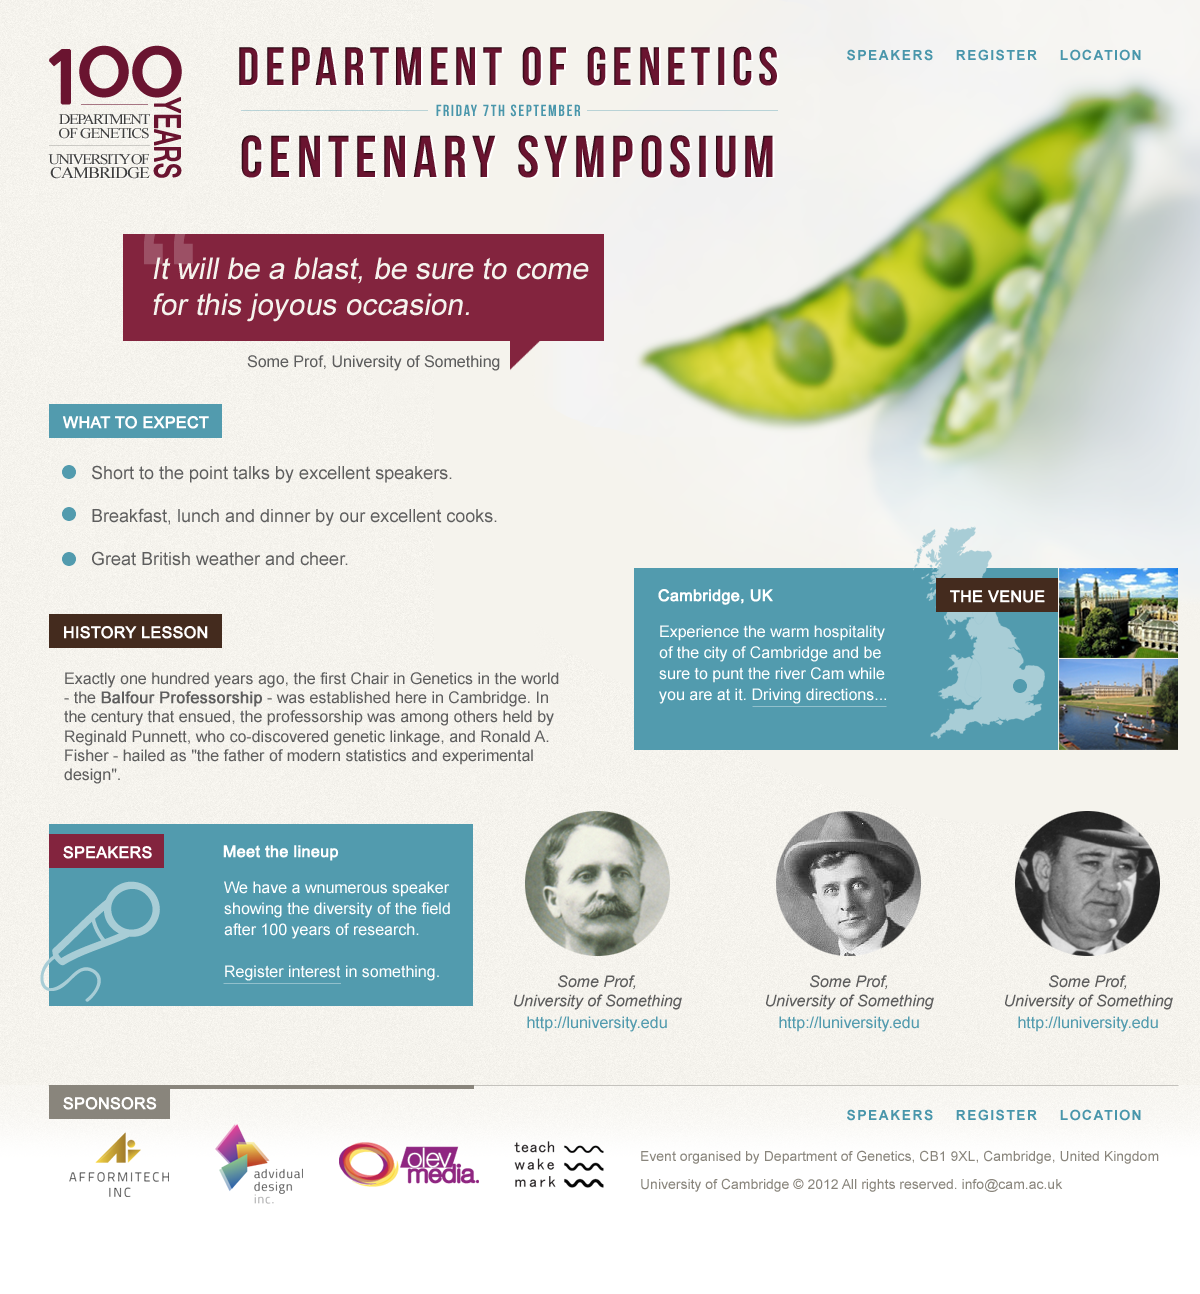 100
YEARS
DEPARTMENT
OF GENETICS
UNIVERSITY OF
CAMBRIDGE
DEPARTMENT OF GENETICS
FRIDAY 7TH SEPTEMBER
CENTENARY SYMPOSIUM
SPEAKERS REGISTER LOCATION
“
It will be a blast, be sure to come
for this joyous occasion.
Some Prof, University of Something
WHAT TO EXPECT
Short to the point talks by excellent speakers.
Breakfast, lunch and dinner by our excellent cooks.
Great British weather and cheer.
HISTORY LESSON
Exactly one hundred years ago, the first Chair in Genetics in the world
- the Balfour Professorship - was established here in Cambridge. In
the century that ensued, the professorship was among others held by
Reginald Punnett, who co-discovered genetic linkage, and Ronald A.
Fisher - hailed as "the father of modern statistics and experimental
design".
Cambridge, UK
THE VENUE
Experience the warm hospitality
of the city of Cambridge and be
sure to punt the river Cam while
you are at it. Driving directions...
SPEAKERS
Meet the lineup
We have a wnumerous speaker
showing the diversity of the field
after 100 years of research.
Register interest in something.
Some Prof,
University of Something
http://luniversity.edu
Some Prof,
University of Something
http://luniversity.edu
Some Prof,
University of Something
http://luniversity.edu
SPONSORS
AFFORMITECH
INC
advidual
design
inc.
olev
media.
teach
wake
mark
SPEAKERS REGISTER LOCATION
Event organised by Department of Genetics, CB1 9XL, Cambridge, United Kingdom
University of Cambridge © 2012 All rights reserved. info@cam.ac.uk